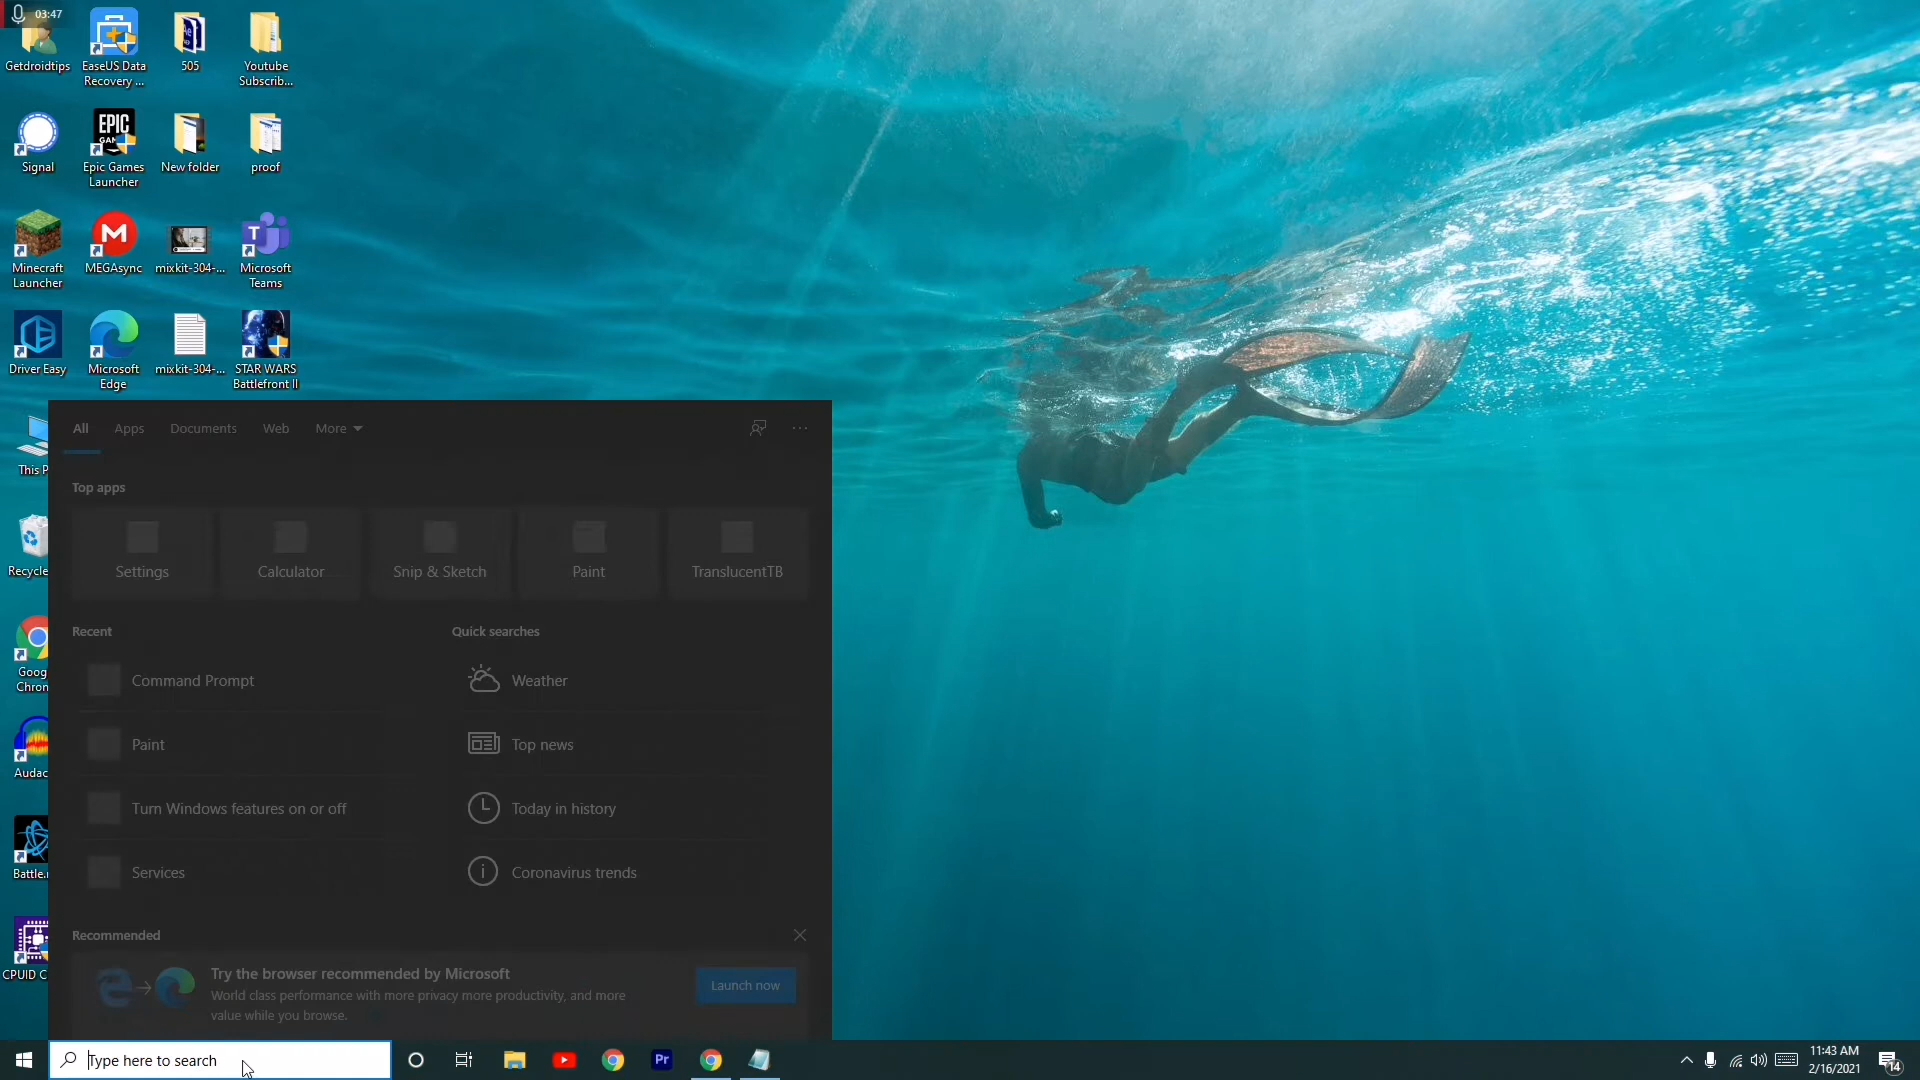 03:47
Getdroidtips
EaseUS Data
Recovery ...
505
Youtube
Subscrib...
Signal
EPIC
Epic Games
Launcher
New folder
proof
Minecraft
Launcher
MEGAsync
mixkit-304-...
Microsoft
Teams
Driver Easy
Microsoft
Edge
mixkit-304-...
STAR WARS
Battlefront II
This P
Recycle
Goog
Chron
Audac
Battle.n
CPUID C
All
Apps
Documents
Web
More
Top apps
Settings
Calculator
Snip & Sketch
Paint
TranslucentTB
Recent
Quick searches
Command Prompt
Weather
Paint
Top news
Turn Windows features on or off
Today in history
Services
Coronavirus trends
Recommended
Try the browser recommended by Microsoft
World class performance with more privacy more productivity, and more
value while you browse.
Launch now
Type here to search
Pr
11:43 AM
2/16/2021
14